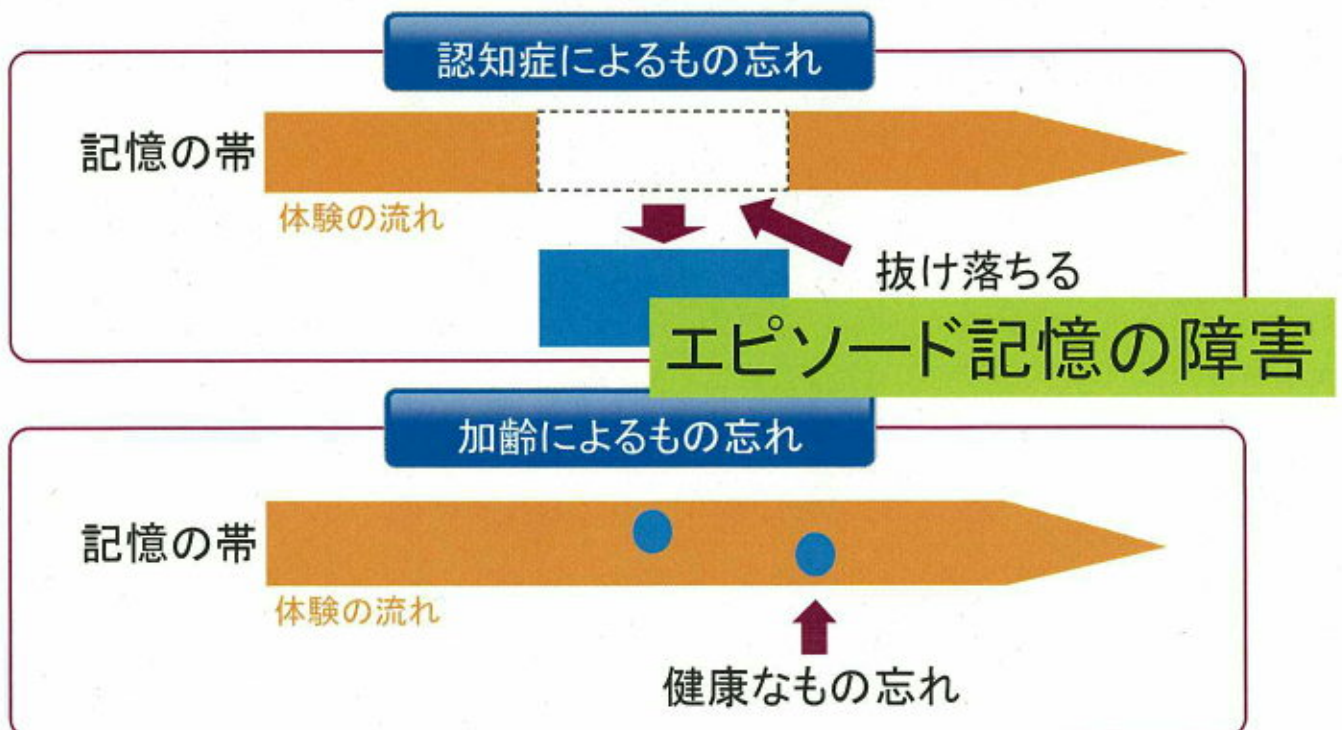 認知症によるもの忘れ
記憶の帯
体験の流れ
抜け落ちる
エピソード記憶の障害
加齢によるもの忘れ
記憶の帯
体験の流れ
健康なもの忘れ